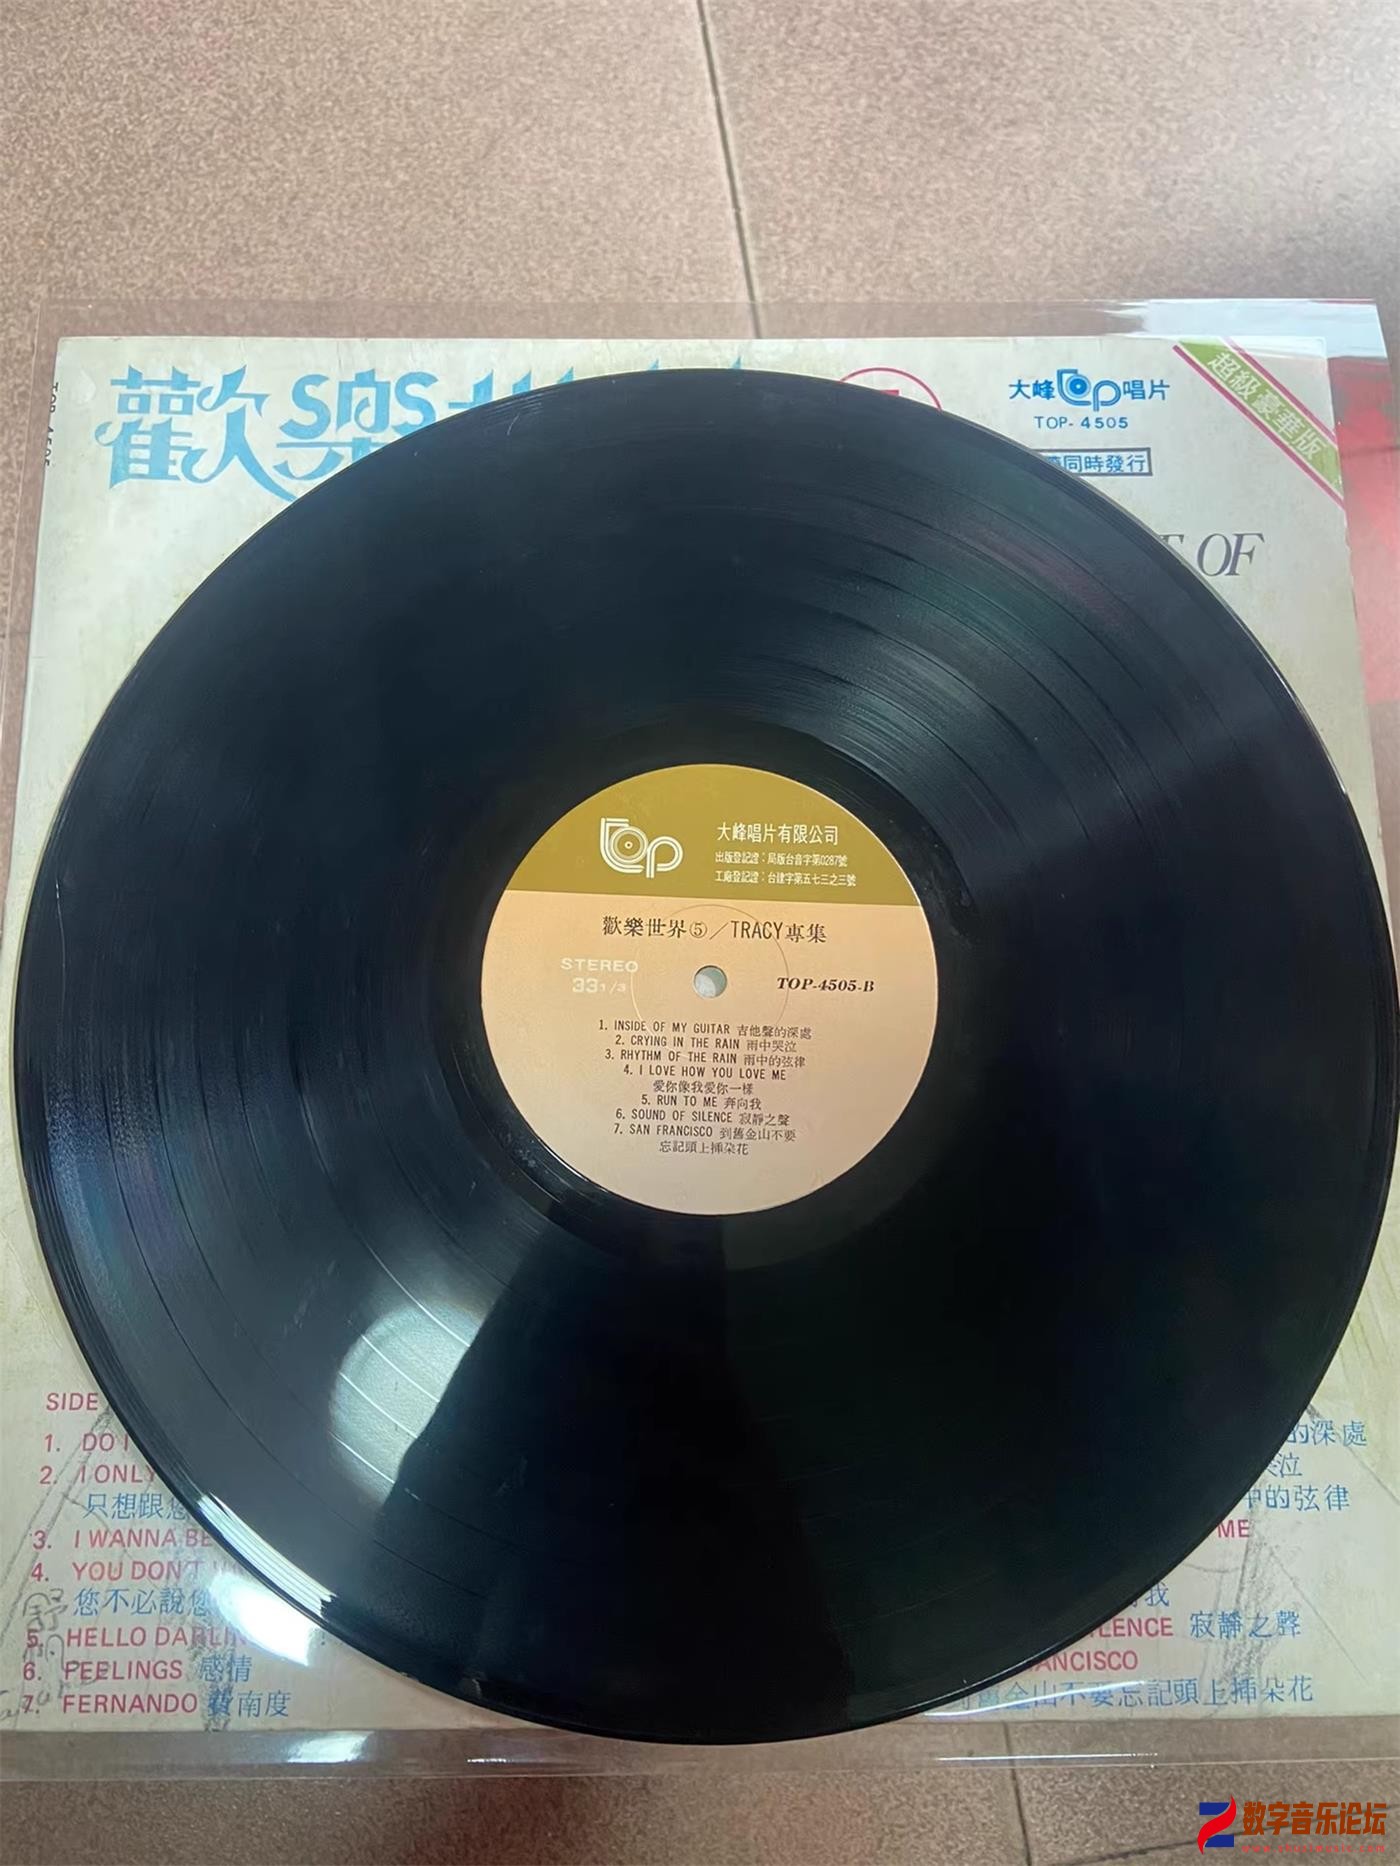 歡樂
大峰top唱片
TOP-4505
超級豪華版
同時發行
TOP-4505
OF
top
大峰唱片有限公司
出版登記證：局版台音字第0287號
工廠登記證：台建字第五七三之三號
歡樂世界⑤／TRACY專集
STEREO
33 1/3
TOP-4505-B
1. INSIDE OF MY GUITAR 吉他聲的深處
2. CRYING IN THE RAIN 雨中哭泣
3. RHYTHM OF THE RAIN 雨中的弦律
4. I LOVE HOW YOU LOVE ME
愛你像我愛你一樣
5. RUN TO ME 奔向我
6. SOUND OF SILENCE 寂靜之聲
7. SAN FRANCISCO 到舊金山不要
忘記頭上揷朶花
SIDE
1. DO I
2. I ONLY
只想跟您
3. I WANNA BE
4. YOU DON'T
您不必說您
5. HELLO DARLIN
6. FEELINGS 感情
7. FERNANDO 費南度
的深處
泣
中的弦律
ME
我
LENCE 寂靜之聲
ANCISCO
舊金山不要忘記頭上揷朶花
数字音乐论坛